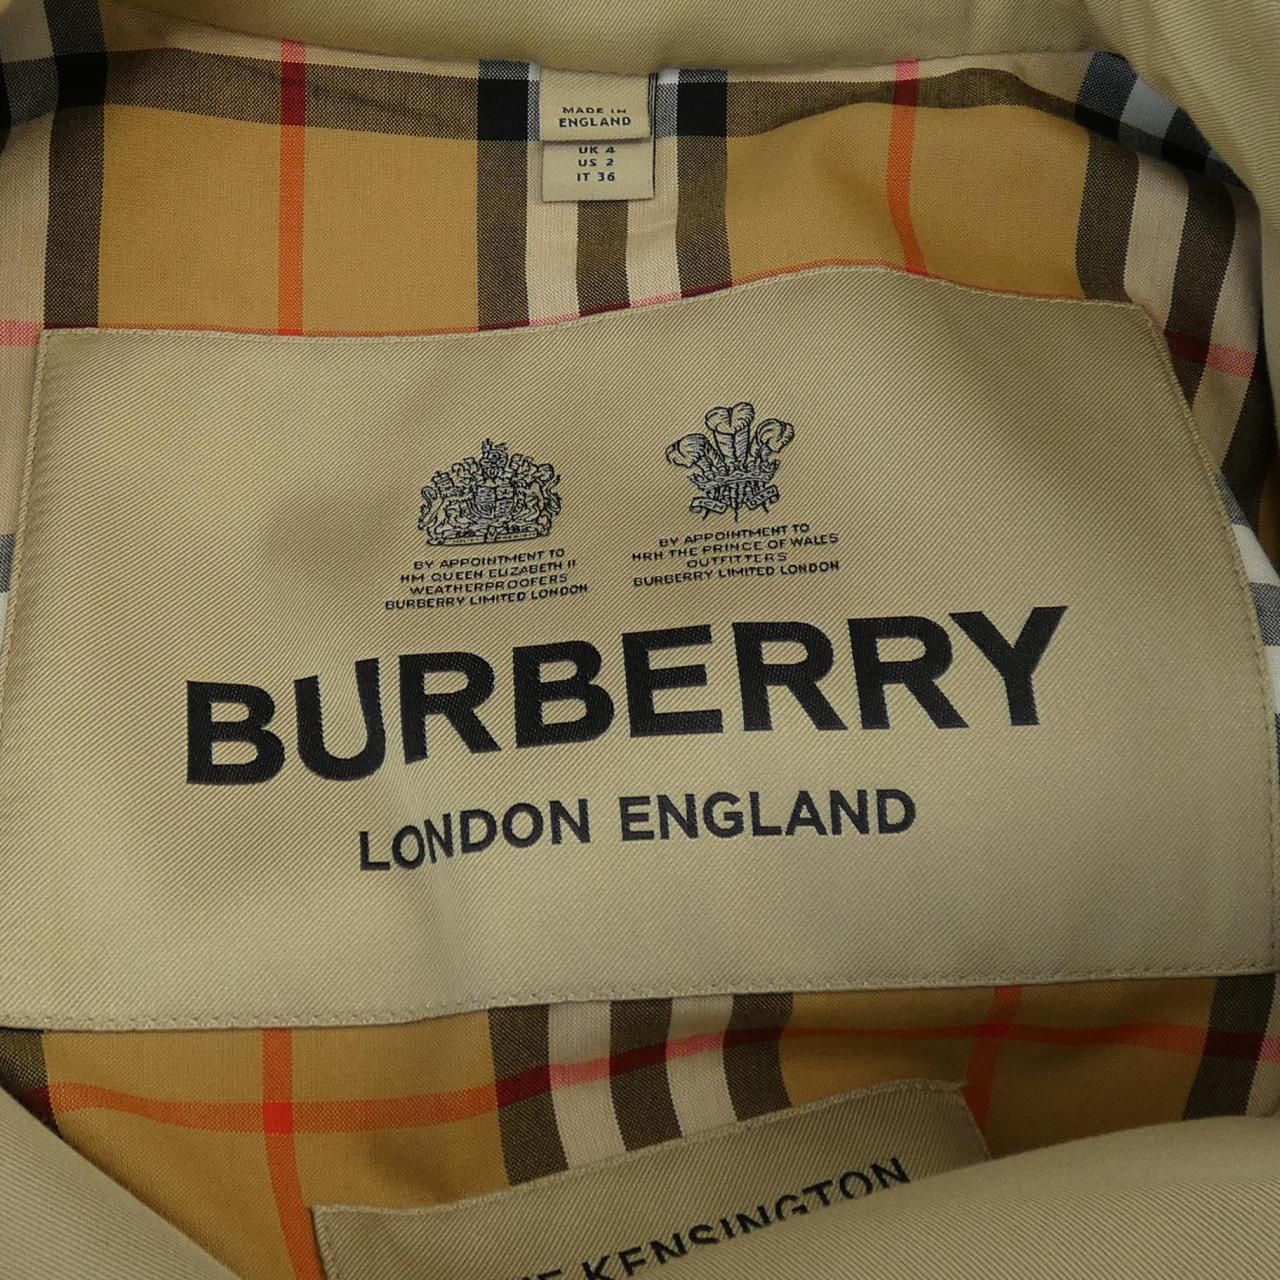 MADE IN
ENGLAND
UK 4
US 2
IT 36
BY APPOINTMENT TO
HM QUEEN ELIZABETH II
WEATHERPROOFERS
BURBERRY LIMITED LONDON
BY APPOINTMENT TO
HRH THE PRINCE OF WALES
OUTFITTERS
BURBERRY LIMITED LONDON
BURBERRY
LONDON ENGLAND
KENSINGTON